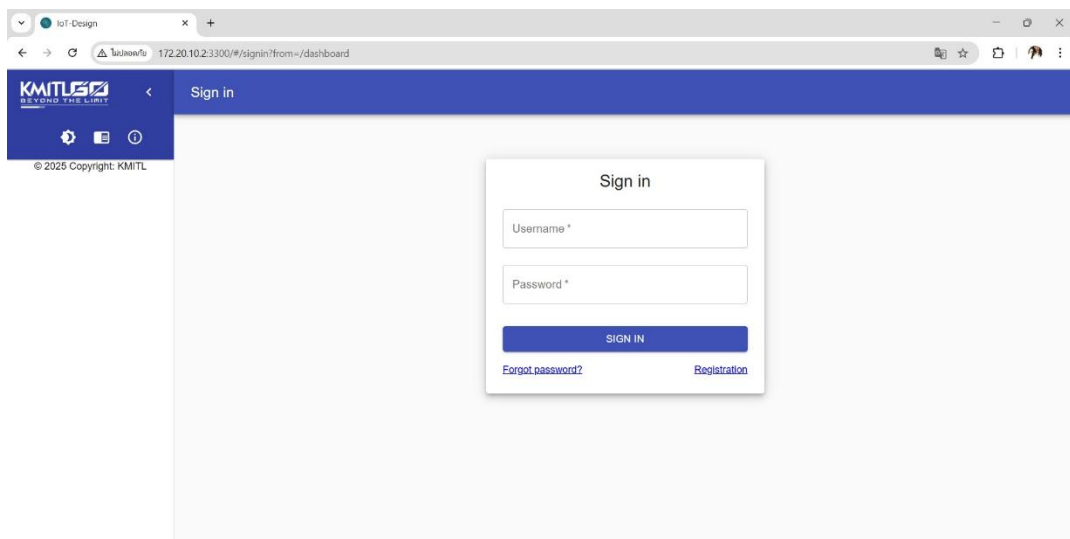 IoT-Design
ไม่ปลอดภัย 172.20.10.2:3300/#/signin?from=/dashboard
KMITL
BEYOND THE LIMIT
Sign in
© 2025 Copyright: KMITL
Sign in
Username *
Password *
SIGN IN
Forgot password? Registration